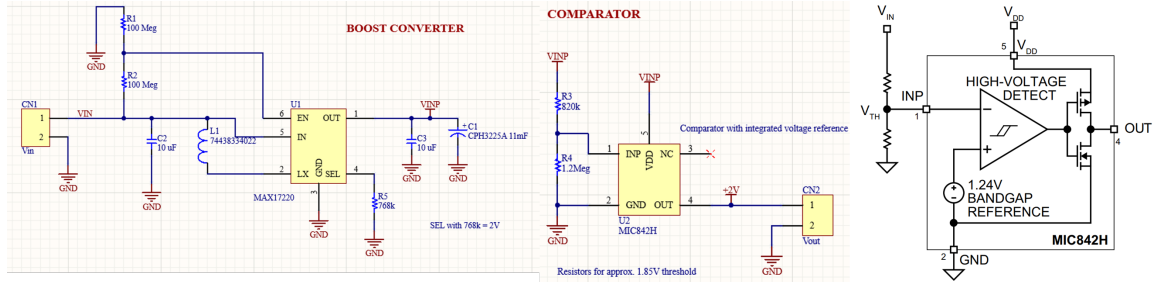 BOOST CONVERTER
R1
100 Meg
GND
R2
100 Meg
CN1
1
2
Vin
VIN
GND
C2
10 uF
GND
L1
74438334022
U1
6
EN
OUT
1
5
IN
2
LX
GND
SEL
4
3
MAX17220
GND
VINP
C3
10 uF
GND
+
C1
CPH3225A 11mF
GND
R5
768k
GND
SEL with 768k = 2V
COMPARATOR
VINP
R3
820k
R4
1.2Meg
GND
VINP
5
1
INP
VDD
NC
3
2
GND
OUT
4
U2
MIC842H
Comparator with integrated voltage reference
+2V
CN2
1
2
Vout
GND
Resistors for approx. 1.85V threshold
VIN
VDD
5
VDD
HIGH-VOLTAGE
DETECT
INP
VTH
1
−
+
OUT
4
1.24V
BANDGAP
REFERENCE
+
−
MIC842H
2
GND